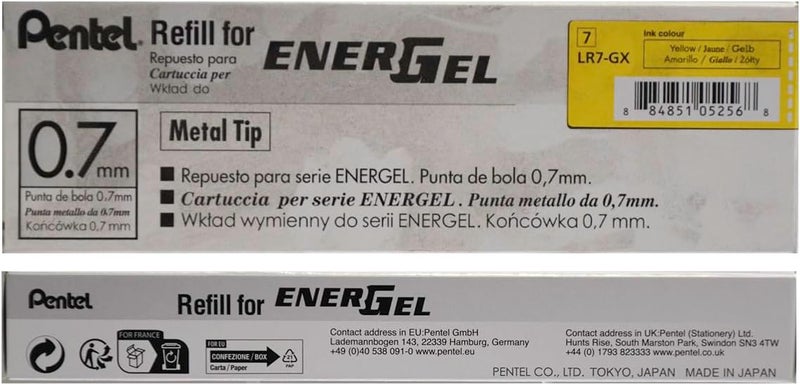 Pentel Refill for ENERGEL
Repuesto para
Cartuccia per
Wkład do
7
LR7-GX
Ink colour
Yellow / Jaune / Gelb
Amarillo / Giallo / Żółty
8 84851 05256 8
0.7mm
Punta de bola 0.7mm
Punta metallo da 0.7mm
Końcówka 0,7 mm
Metal Tip
■ Repuesto para serie ENERGEL. Punta de bola 0,7mm.
■ Cartuccia per serie ENERGEL. Punta metallo da 0,7mm.
■ Wkład wymienny do serii ENERGEL. Końcówka 0,7 mm.
Pentel Refill for ENERGEL
FOR FRANCE
FOR EU
CONFEZIONE/BOX
Carta/Paper
21
PAP
Contact address in EU:Pentel GmbH
Lademannbogen 143, 22339 Hamburg, Germany
+49 (0)40 538 091-0 www.pentel.eu
Contact address in UK:Pentel (Stationery) Ltd.
Hunts Rise, South Marston Park, Swindon SN3 4TW
+44 (0) 1793 823333 www.pentel.co.uk
PENTEL CO., LTD. TOKYO, JAPAN MADE IN JAPAN